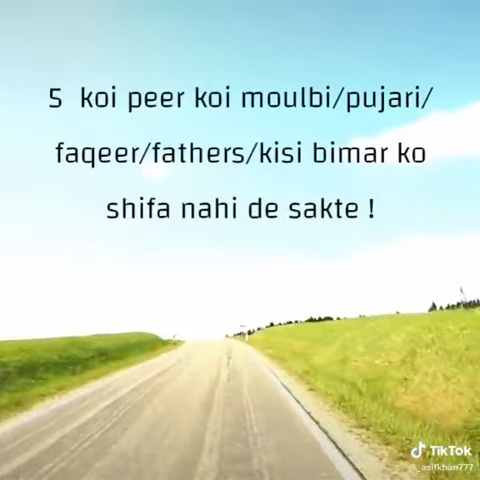 5 koi peer koi moulbi/pujari/
faqeer/fathers/kisi bimar ko
shifa nahi de sakte !
TikTok
_asifkhan777